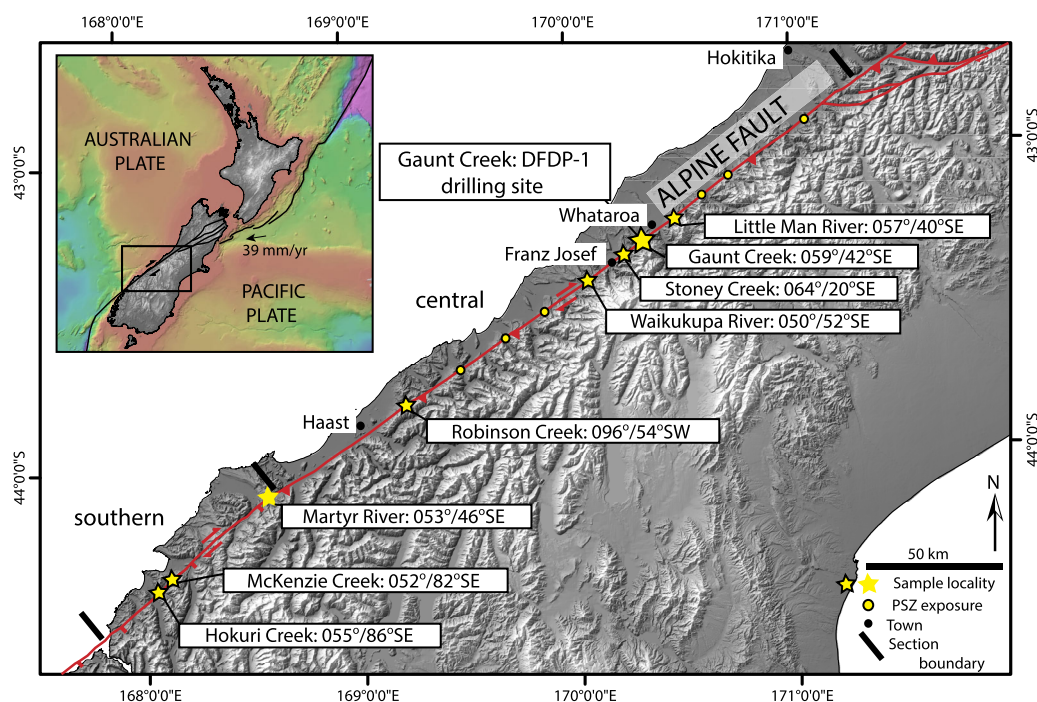 168°0'0"E
169°0'0"E
170°0'0"E
171°0'0"E
Hokitika
AUSTRALIAN
PLATE
39 mm/yr
PACIFIC
PLATE
ALPINE FAULT
Gaunt Creek: DFDP-1
drilling site
43°0'0"S
43°0'0"S
Whataroa
Little Man River: 057°/40°SE
Franz Josef
Gaunt Creek: 059°/42°SE
Stoney Creek: 064°/20°SE
central
Waikukupa River: 050°/52°SE
Haast
Robinson Creek: 096°/54°SW
44°0'0"S
44°0'0"S
southern
Martyr River: 053°/46°SE
McKenzie Creek: 052°/82°SE
Hokuri Creek: 055°/86°SE
N
50 km
Sample locality
PSZ exposure
Town
Section
boundary
168°0'0"E
169°0'0"E
170°0'0"E
171°0'0"E